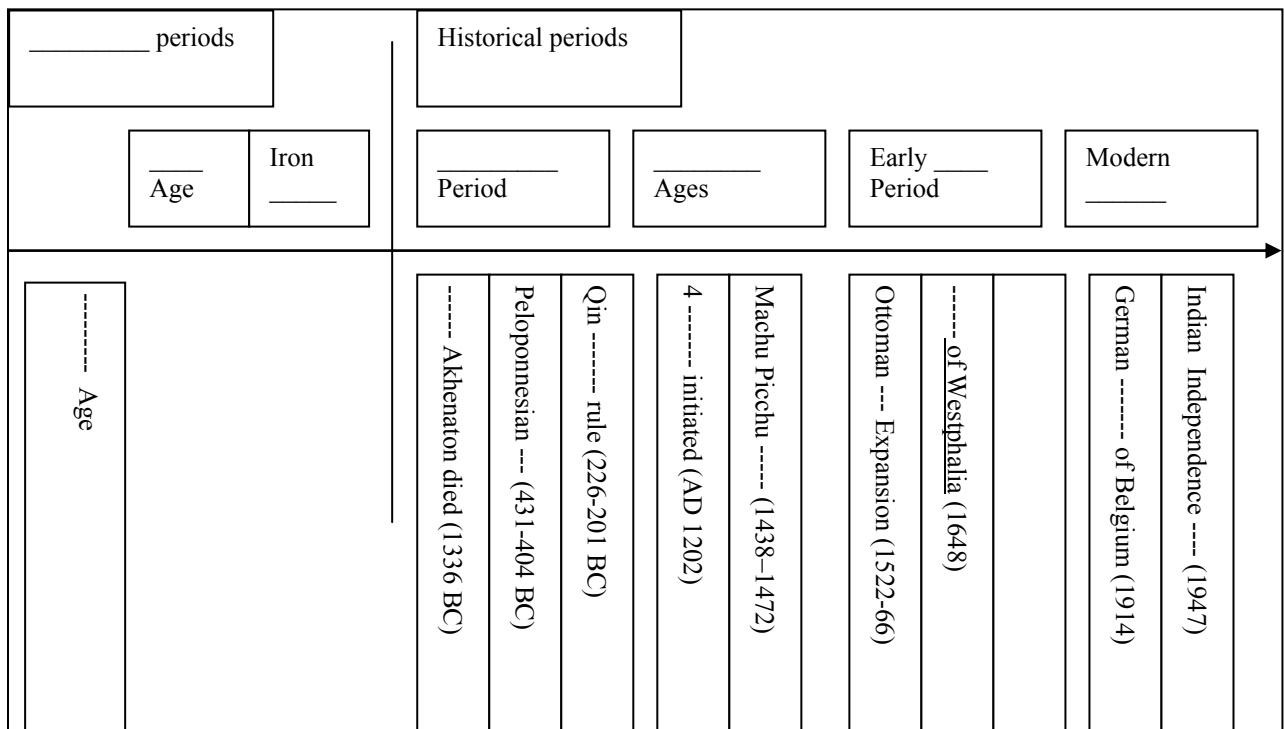 _________ periods
Historical periods
____
Age
Iron
_____
_________
Period
________
Ages
Early ____
Period
Modern
______
--------- Age
------ Akhenaton died (1336 BC)
Peloponnesian --- (431-404 BC)
Qin -------- rule (226-201 BC)
4 --------- initiated (AD 1202)
Machu Picchu ------ (1438–1472)
Ottoman --- Expansion (1522-66)
------- of Westphalia (1648)
German ------- of Belgium (1914)
Indian Independence ---- (1947)